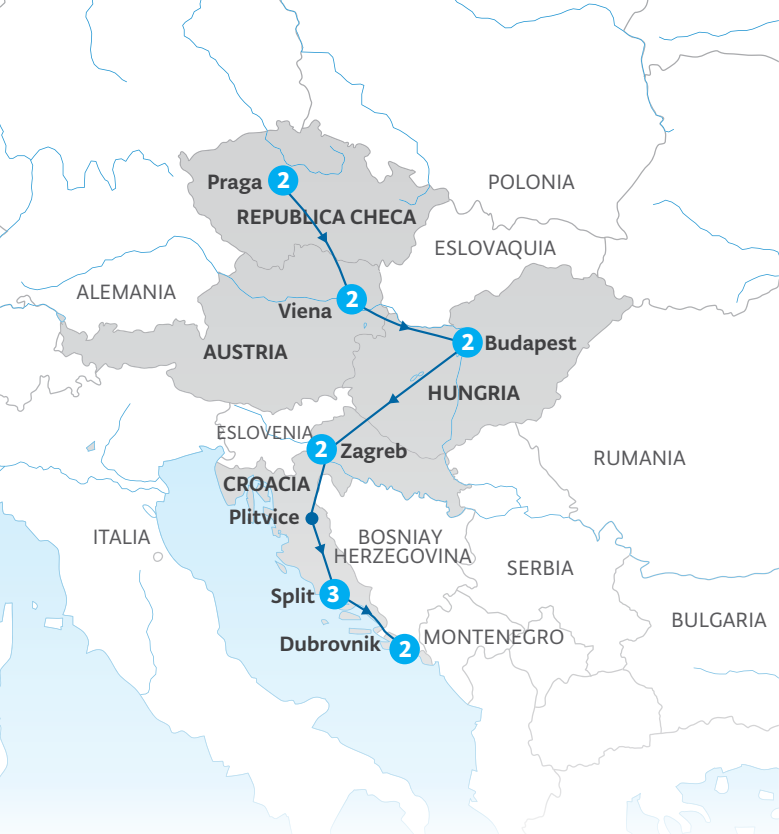 POLONIA
Praga 2
REPUBLICA CHECA
ESLOVAQUIA
ALEMANIA
Viena 2
2 Budapest
AUSTRIA
HUNGRIA
ESLOVENIA
2 Zagreb
RUMANIA
CROACIA
Plitvice
ITALIA
BOSNIAY
HERZEGOVINA
SERBIA
Split 3
BULGARIA
MONTENEGRO
Dubrovnik 2